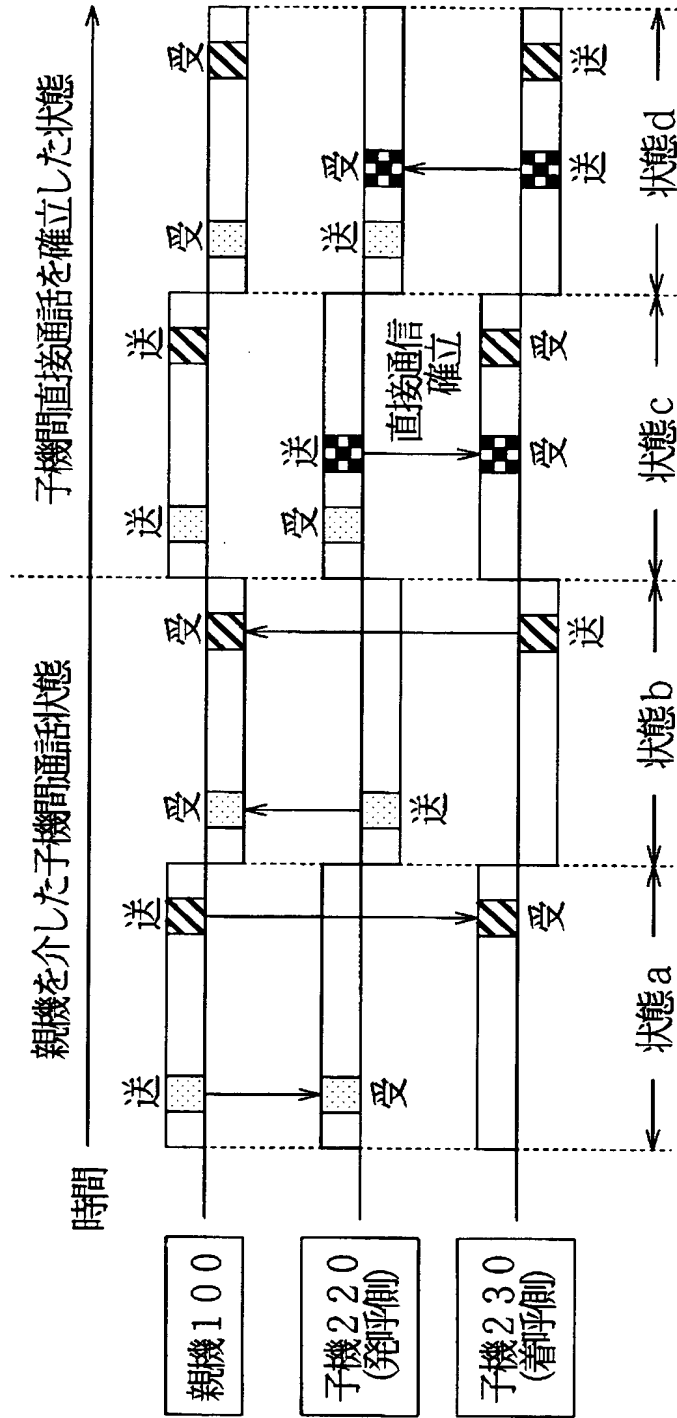 親機を介した子機間通話状態
子機間直接通話を確立した状態
時間
親機100
送
送
受
受
送
送
受
受
子機220
(発呼側)
受
送
受
送
送
受
直接通信
確立
子機230
(着呼側)
受
送
受
受
送
送
状態a
状態b
状態c
状態d